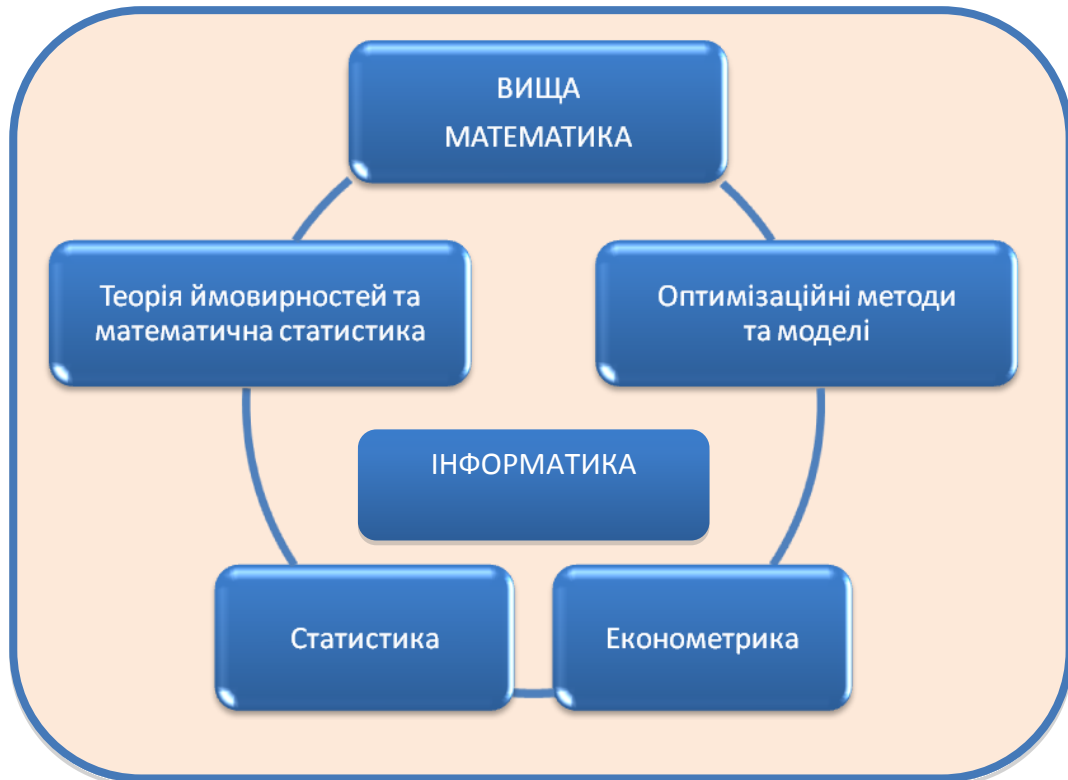 ВИЩА
МАТЕМАТИКА
Теорія ймовирностей та
математична статистика
Оптимізаційні методи
та моделі
ІНФОРМАТИКА
Статистика
Економетрика